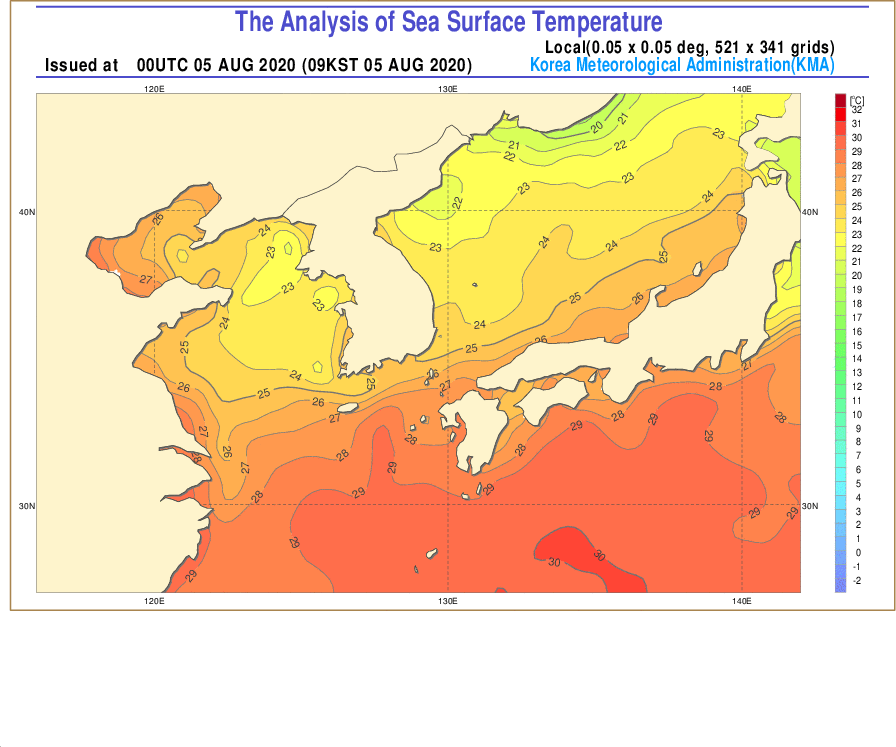 The Analysis of Sea Surface Temperature
Local(0.05 x 0.05 deg, 521 x 341 grids)
Issued at 00UTC 05 AUG 2020 (09KST 05 AUG 2020)
Korea Meteorological Administration(KMA)
120E 130E 140E
[°C]
32
31
30
29
28
27
26
25
24
23
22
21
20
19
18
17
16
15
14
13
12
11
10
9
8
7
6
5
4
3
2
1
0
-1
-2
20 21
21 22 22 23
22 23 23 24
40N 26 40N
24 23 23 24 24 25
27 23 23 25 26
24 24 25 26
25 24 25 26 27
26 25 26 25 26 27 28
27 27 28 28 29 29 28
28 26 27 28 29 28
28 29 29
30N 29 29 30N
29 30 30
29
120E 130E 140E